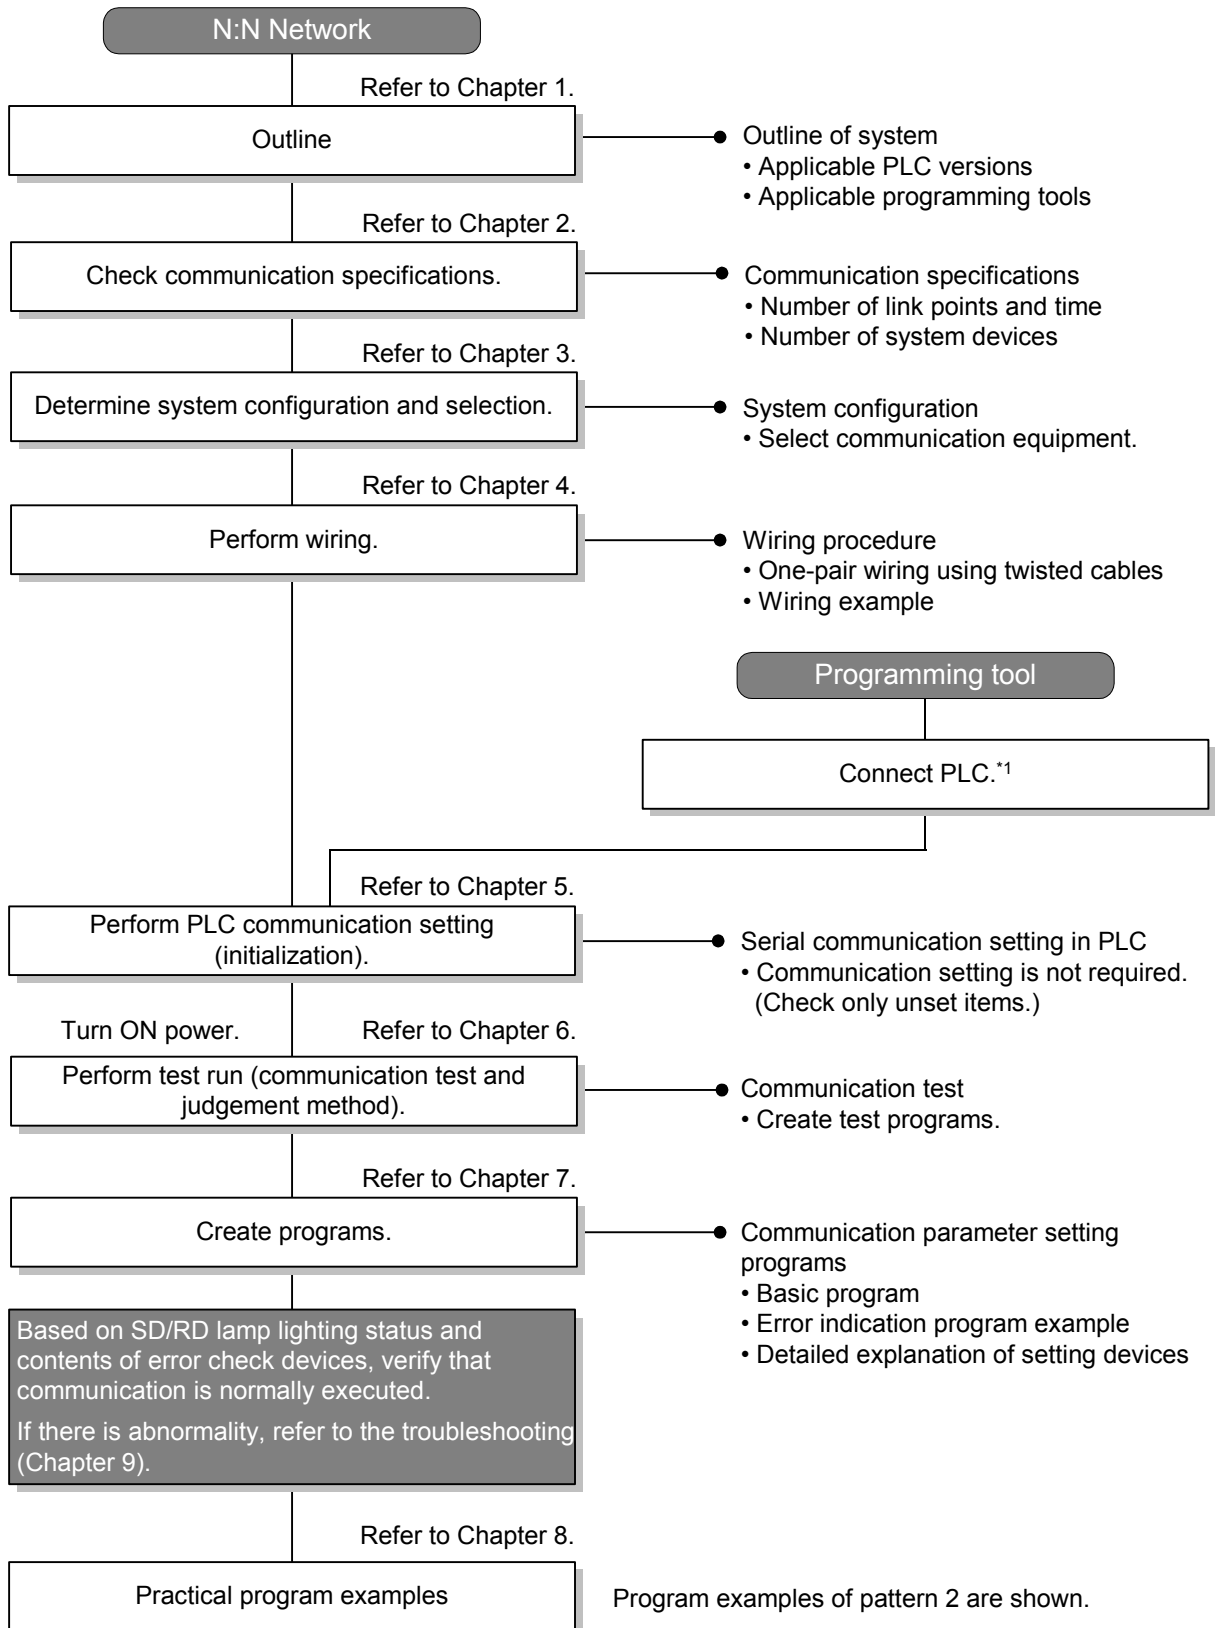 N:N Network
Refer to Chapter 1.
Outline
Outline of system
• Applicable PLC versions
• Applicable programming tools
Refer to Chapter 2.
Check communication specifications.
Communication specifications
• Number of link points and time
• Number of system devices
Refer to Chapter 3.
Determine system configuration and selection.
System configuration
• Select communication equipment.
Refer to Chapter 4.
Perform wiring.
Wiring procedure
• One-pair wiring using twisted cables
• Wiring example
Programming tool
Connect PLC.*1
Refer to Chapter 5.
Perform PLC communication setting
(initialization).
Serial communication setting in PLC
• Communication setting is not required.
(Check only unset items.)
Turn ON power.
Refer to Chapter 6.
Perform test run (communication test and
judgement method).
Communication test
• Create test programs.
Refer to Chapter 7.
Create programs.
Communication parameter setting
programs
• Basic program
• Error indication program example
• Detailed explanation of setting devices
Based on SD/RD lamp lighting status and
contents of error check devices, verify that
communication is normally executed.
If there is abnormality, refer to the troubleshooting
(Chapter 9).
Refer to Chapter 8.
Practical program examples
Program examples of pattern 2 are shown.